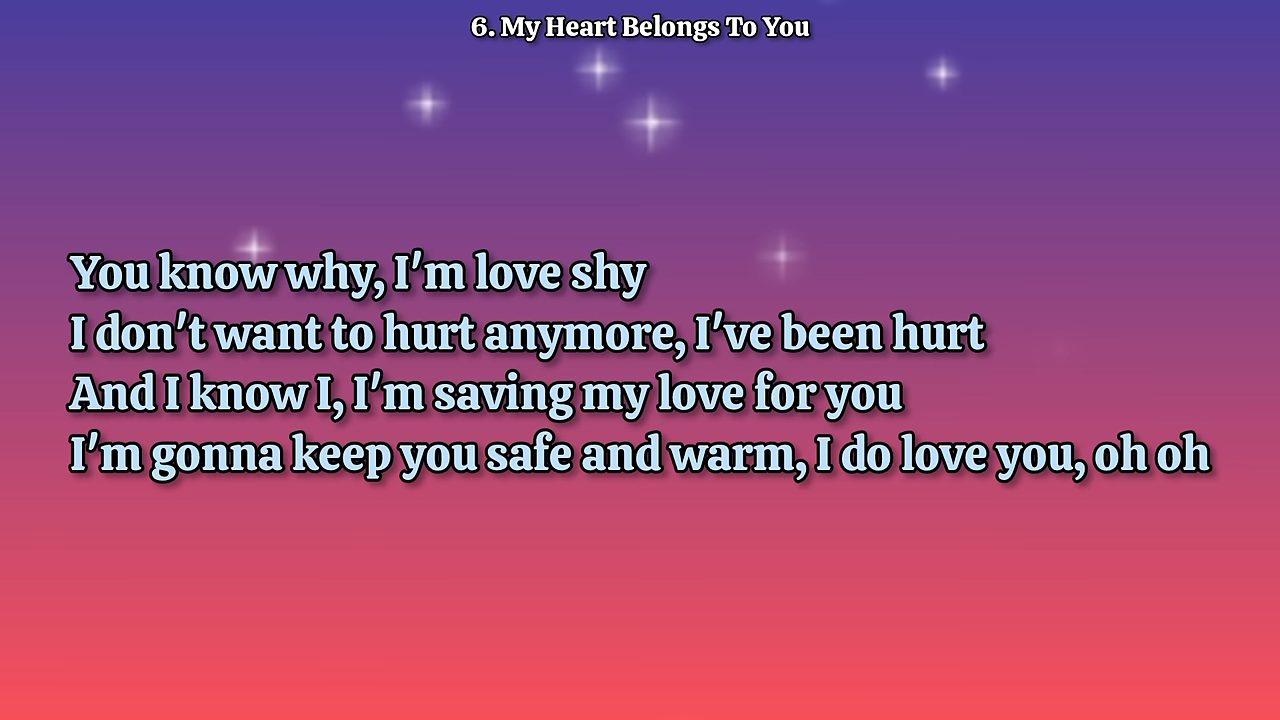 6. My Heart Belongs To You
You know why, I'm love shy
I don't want to hurt anymore, I've been hurt
And I know I, I'm saving my love for you
I'm gonna keep you safe and warm, I do love you, oh oh